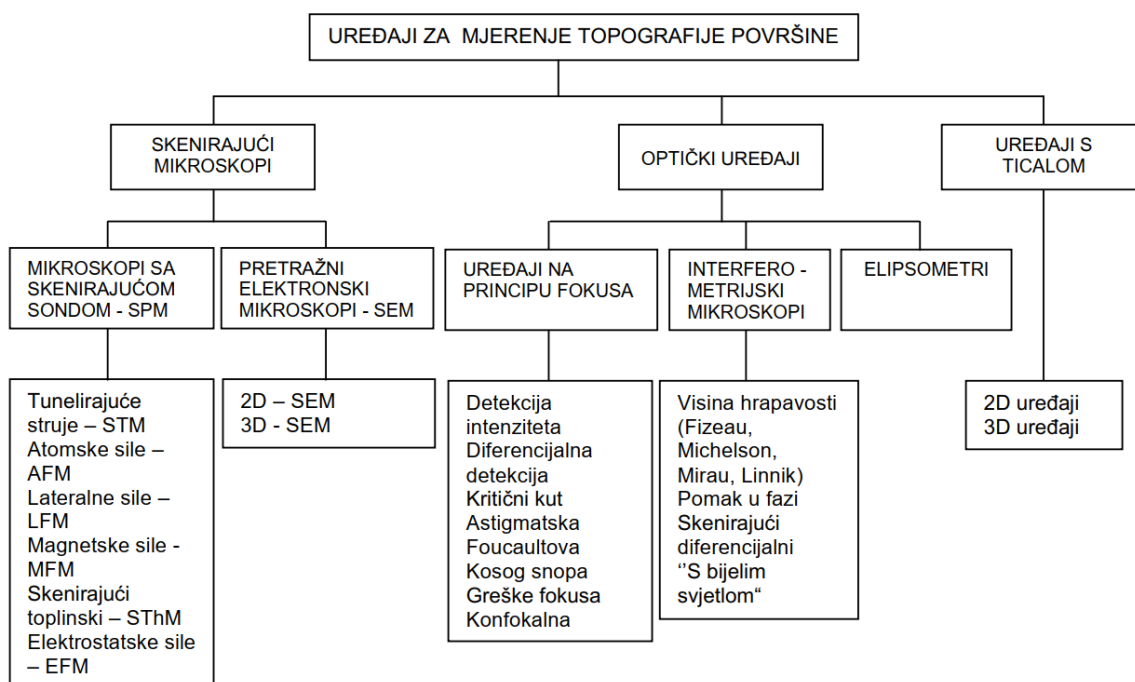 UREĐAJI ZA  MJERENJE TOPOGRAFIJE POVRŠINE
SKENIRAJUĆI
MIKROSKOPI
OPTIČKI UREĐAJI
UREĐAJI S
TICALOM
MIKROSKOPI SA
SKENIRAJUĆOM
SONDOM - SPM
PRETRAŽNI
ELEKTRONSKI
MIKROSKOPI - SEM
UREĐAJI NA
PRINCIPU FOKUSA
INTERFERO -
METRIJSKI
MIKROSKOPI
ELIPSOMETRI
Tunelirajuće
struje – STM
Atomske sile –
AFM
Lateralne sile –
LFM
Magnetske sile -
MFM
Skenirajući
toplinski – SThM
Elektrostatske sile
– EFM
2D – SEM
3D - SEM
Detekcija
intenziteta
Diferencijalna
detekcija
Kritični kut
Astigmatska
Foucaultova
Kosog snopa
Greške fokusa
Konfokalna
Visina hrapavosti
(Fizeau,
Michelson,
Mirau, Linnik)
Pomak u fazi
Skenirajući
diferencijalni
‘’S bijelim
svjetlom“
2D uređaji
3D uređaji